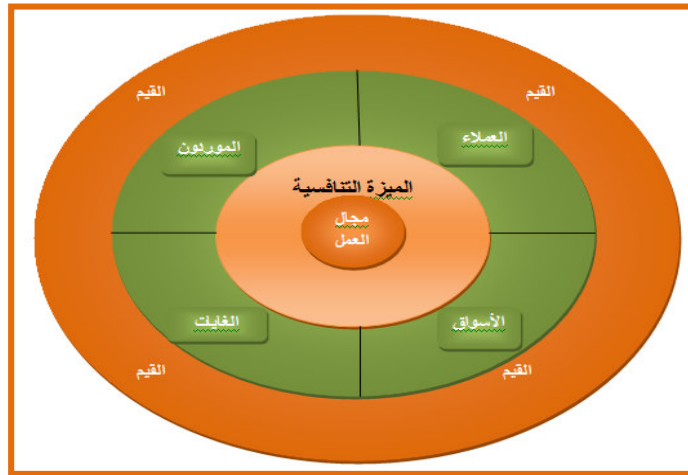 القيم
القيم
العملاء
الموردون
الميزة التنافسية
مجال
العمل
الأسواق
الغايات
القيم
القيم